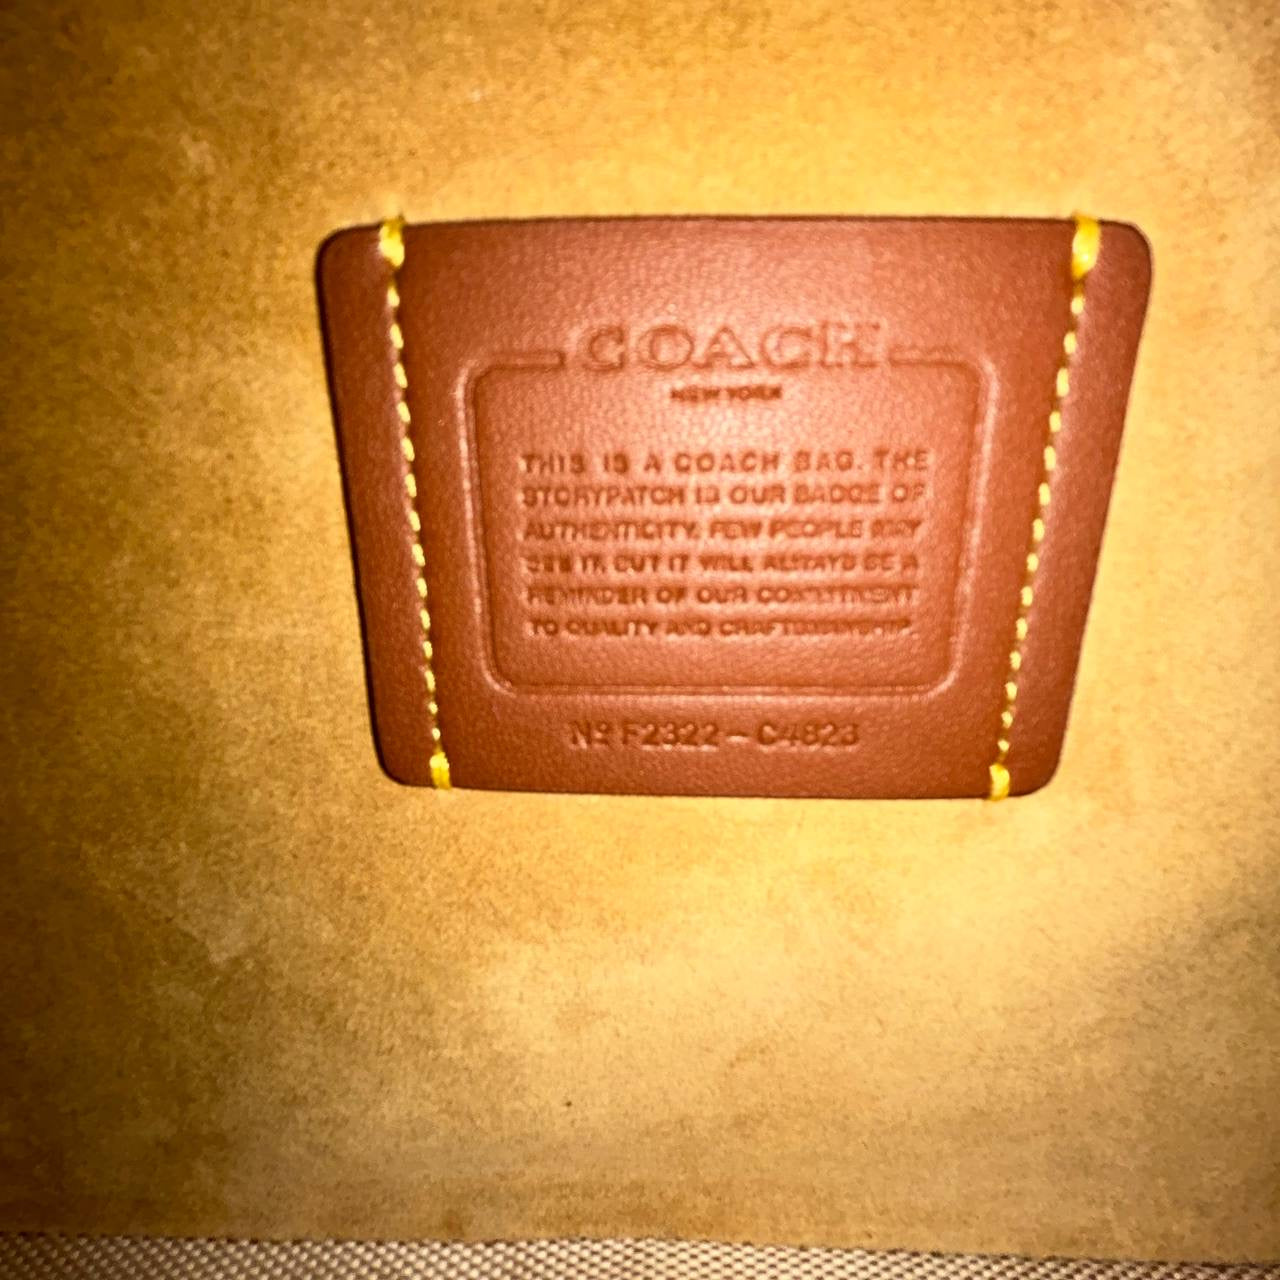 COACH
NEW YORK
THIS IS A COACH BAG. THE
STORYPATCH IS OUR BADGE OF
AUTHENTICITY. FEW PEOPLE MAY
SEE IT, BUT IT WILL ALWAYS BE A
REMINDER OF OUR COMMITMENT
TO QUALITY AND CRAFTSMANSHIP.
Nº F2322 - C4823